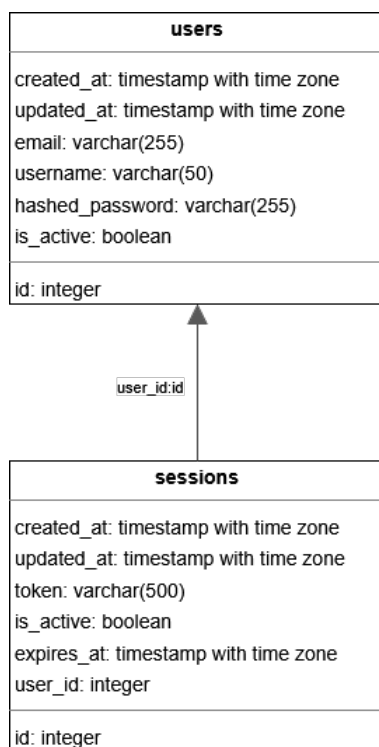 users
created_at: timestamp with time zone
updated_at: timestamp with time zone
email: varchar(255)
username: varchar(50)
hashed_password: varchar(255)
is_active: boolean
id: integer
user_id:id
sessions
created_at: timestamp with time zone
updated_at: timestamp with time zone
token: varchar(500)
is_active: boolean
expires_at: timestamp with time zone
user_id: integer
id: integer